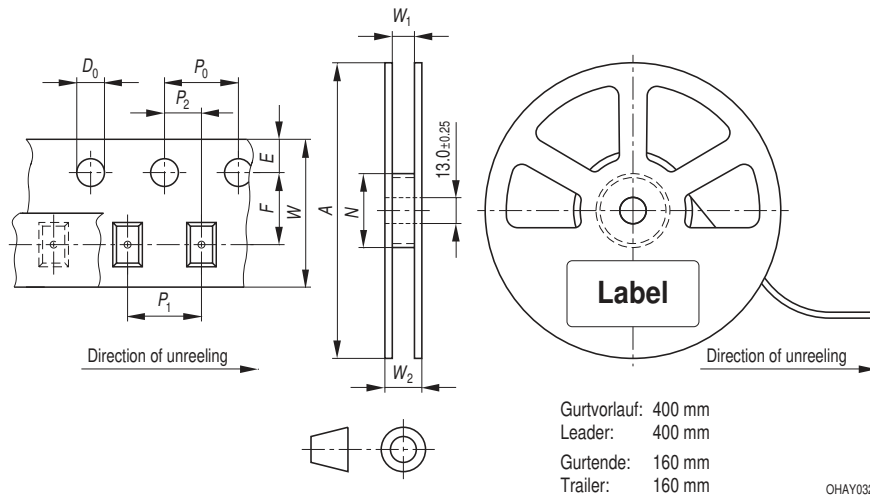 W1
D0
P0
P2
E
F
W
A
N
13.0±0.25
P1
W2
Label
Direction of unreeling
Direction of unreeling
Gurtvorlauf: 400 mm
Leader: 400 mm
Gurtende: 160 mm
Trailer: 160 mm
OHAY032